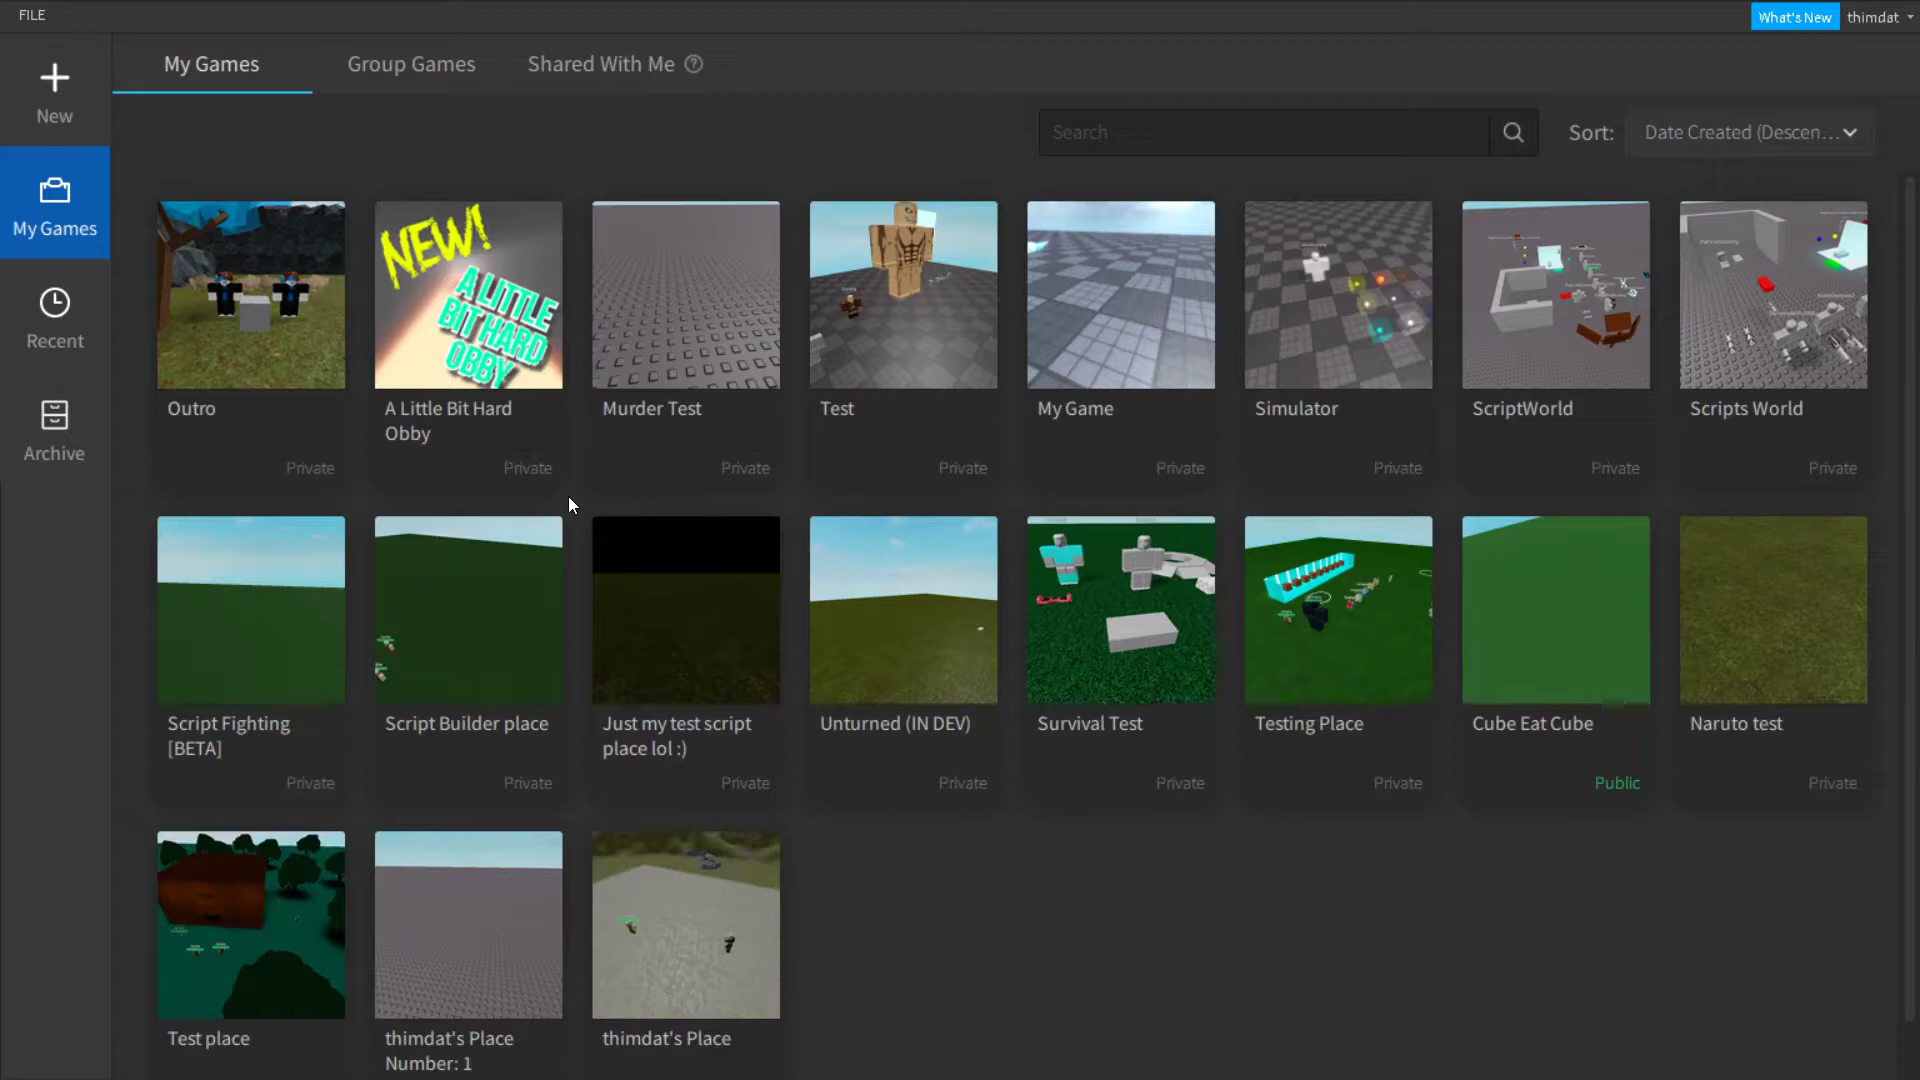 FILE
What's New
thimdat
My Games
Group Games
Shared With Me
?
New
Search
Sort:
Date Created (Descen...
My Games
Recent
Archive
NEW!
A LITTLE
BIT HARD
OBBY
Outro
A Little Bit Hard
Obby
Murder Test
Test
My Game
Simulator
ScriptWorld
Scripts World
Private
Private
Private
Private
Private
Private
Private
Private
Script Fighting
[BETA]
Script Builder place
Just my test script
place lol :)
Unturned (IN DEV)
Survival Test
Testing Place
Cube Eat Cube
Naruto test
Private
Private
Private
Private
Private
Private
Public
Private
Test place
thimdat's Place
Number: 1
thimdat's Place